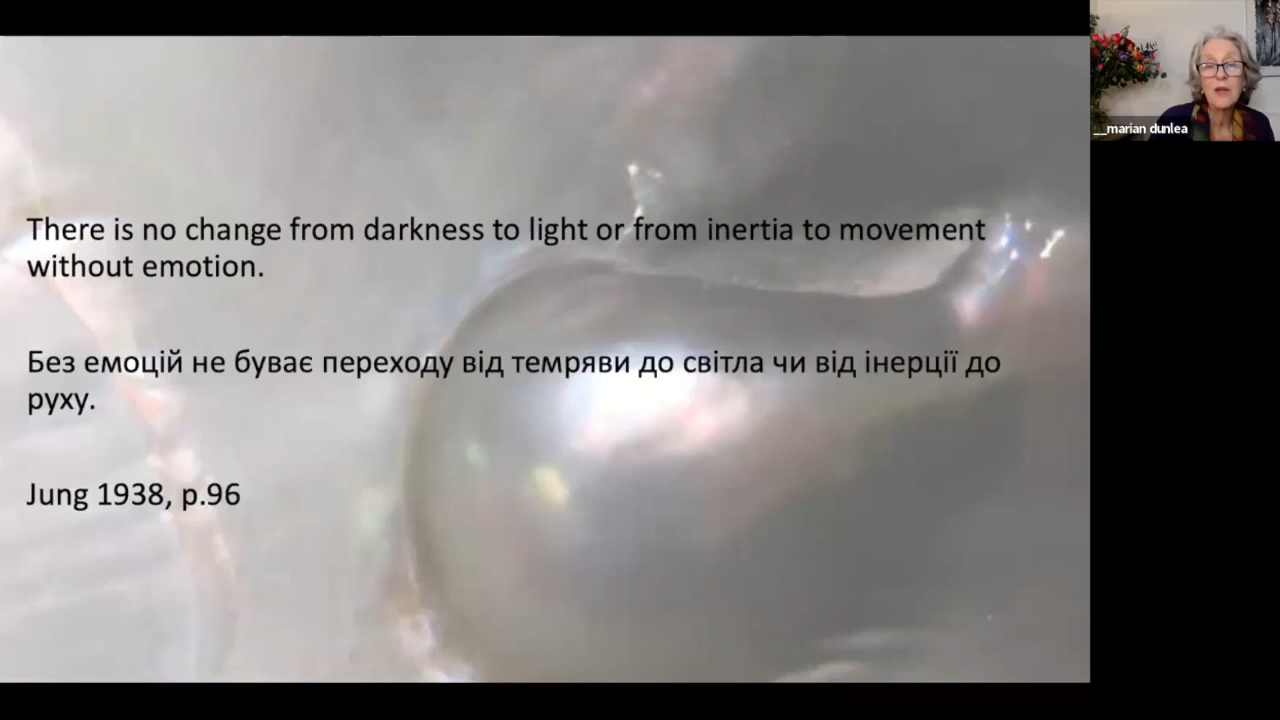 There is no change from darkness to light or from inertia to movement
without emotion.
Без емоцій не буває переходу від темряви до світла чи від інерції до
руху.
Jung 1938, p.96
__marian dunlea